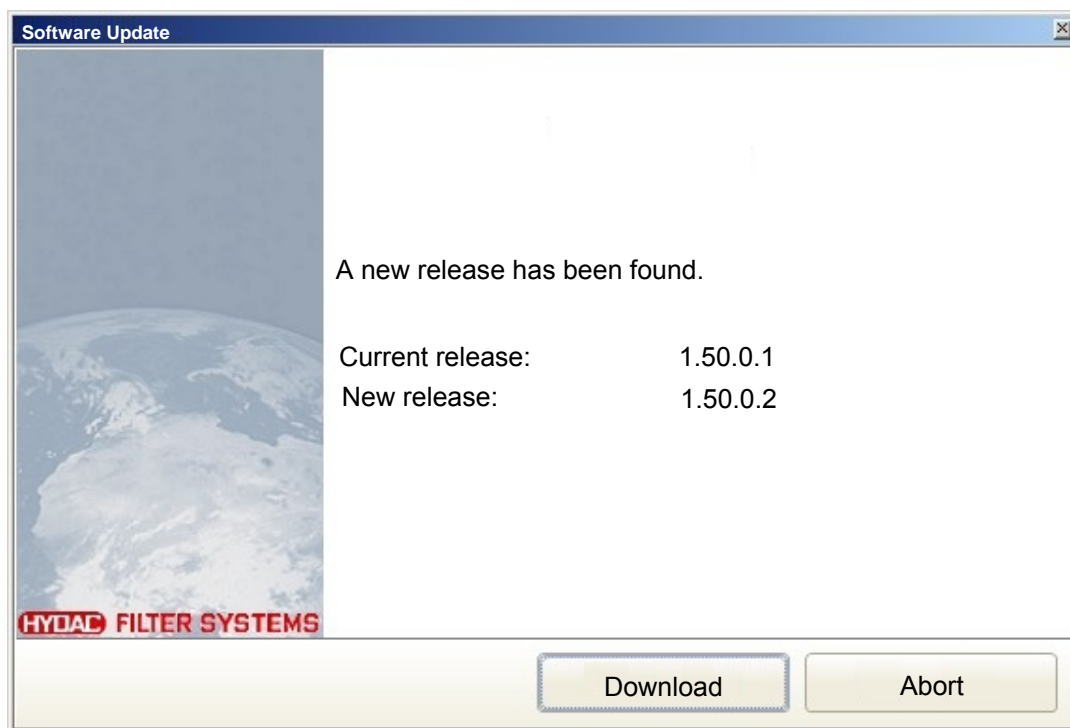 Software Update
A new release has been found.
Current release: 1.50.0.1
New release: 1.50.0.2
HYDAC FILTER SYSTEMS
Download Abort